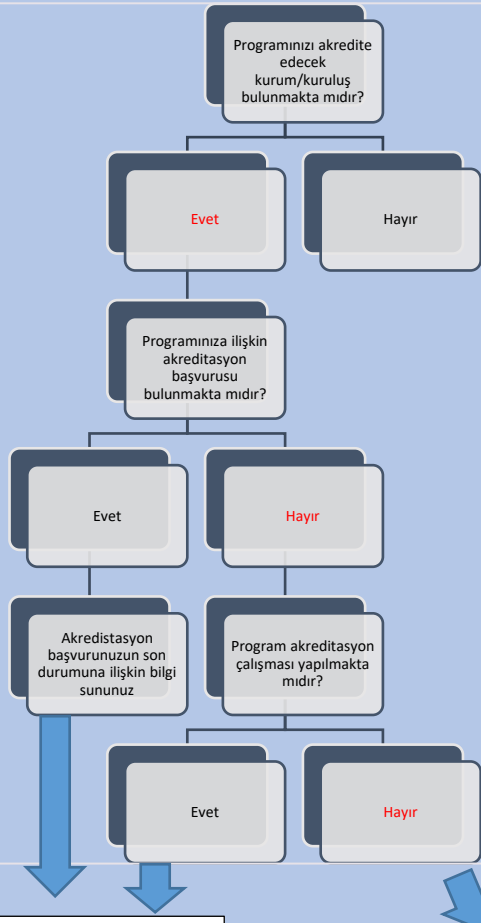 Programınızı akredite
edecek
kurum/kuruluş
bulunmakta mıdır?
Evet
Hayır
Programınıza ilişkin
akreditasyon
başvurusu
bulunmakta mıdır?
Evet
Hayır
Akredistasyon
başvurunuzun son
durumuna ilişkin bilgi
sununuz
Program akreditasyon
çalışması yapılmakta
mıdır?
Evet
Hayır